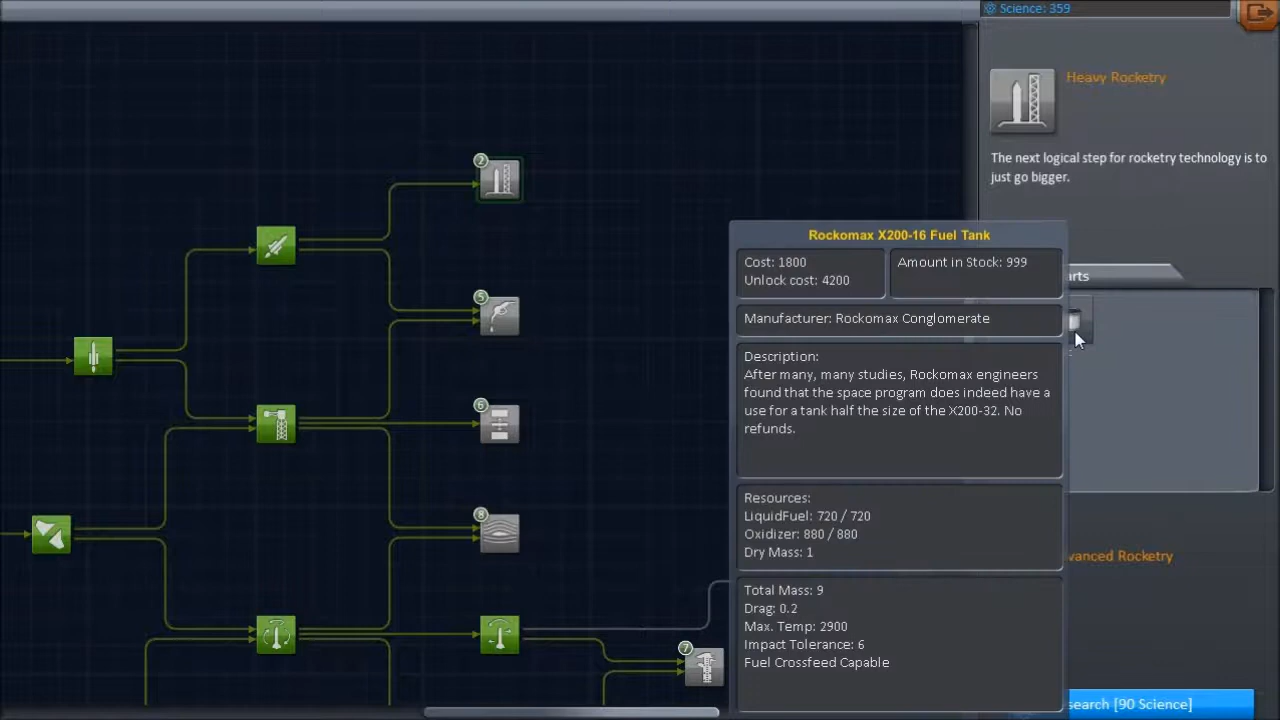 Science: 359
Heavy Rocketry
The next logical step for rocketry technology is to
just go bigger.
2
Rockomax X200-16 Fuel Tank
Cost: 1800
Unlock cost: 4200
Amount in Stock: 999
arts
Manufacturer: Rockomax Conglomerate
5
Description:
After many, many studies, Rockomax engineers
found that the space program does indeed have a
use for a tank half the size of the X200-32. No
refunds.
6
Resources:
LiquidFuel: 720 / 720
Oxidizer: 880 / 880
Dry Mass: 1
8
vanced Rocketry
Total Mass: 9
Drag: 0.2
Max. Temp: 2900
Impact Tolerance: 6
Fuel Crossfeed Capable
7
search [90 Science]